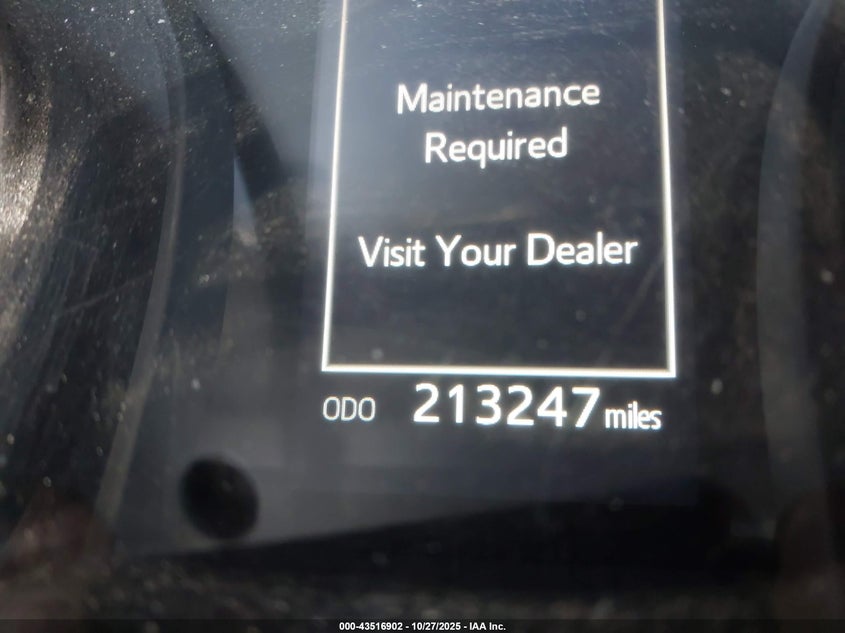 Maintenance
Required
Visit Your Dealer
ODO 213247 miles
000-43516902 - 10/27/2025 - IAA Inc.